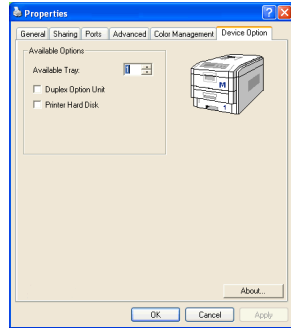 Properties
General Sharing Ports Advanced Color Management Device Option
Available Options
Available Tray: 1
Duplex Option Unit
Printer Hard Disk
M
1
About...
OK Cancel Apply